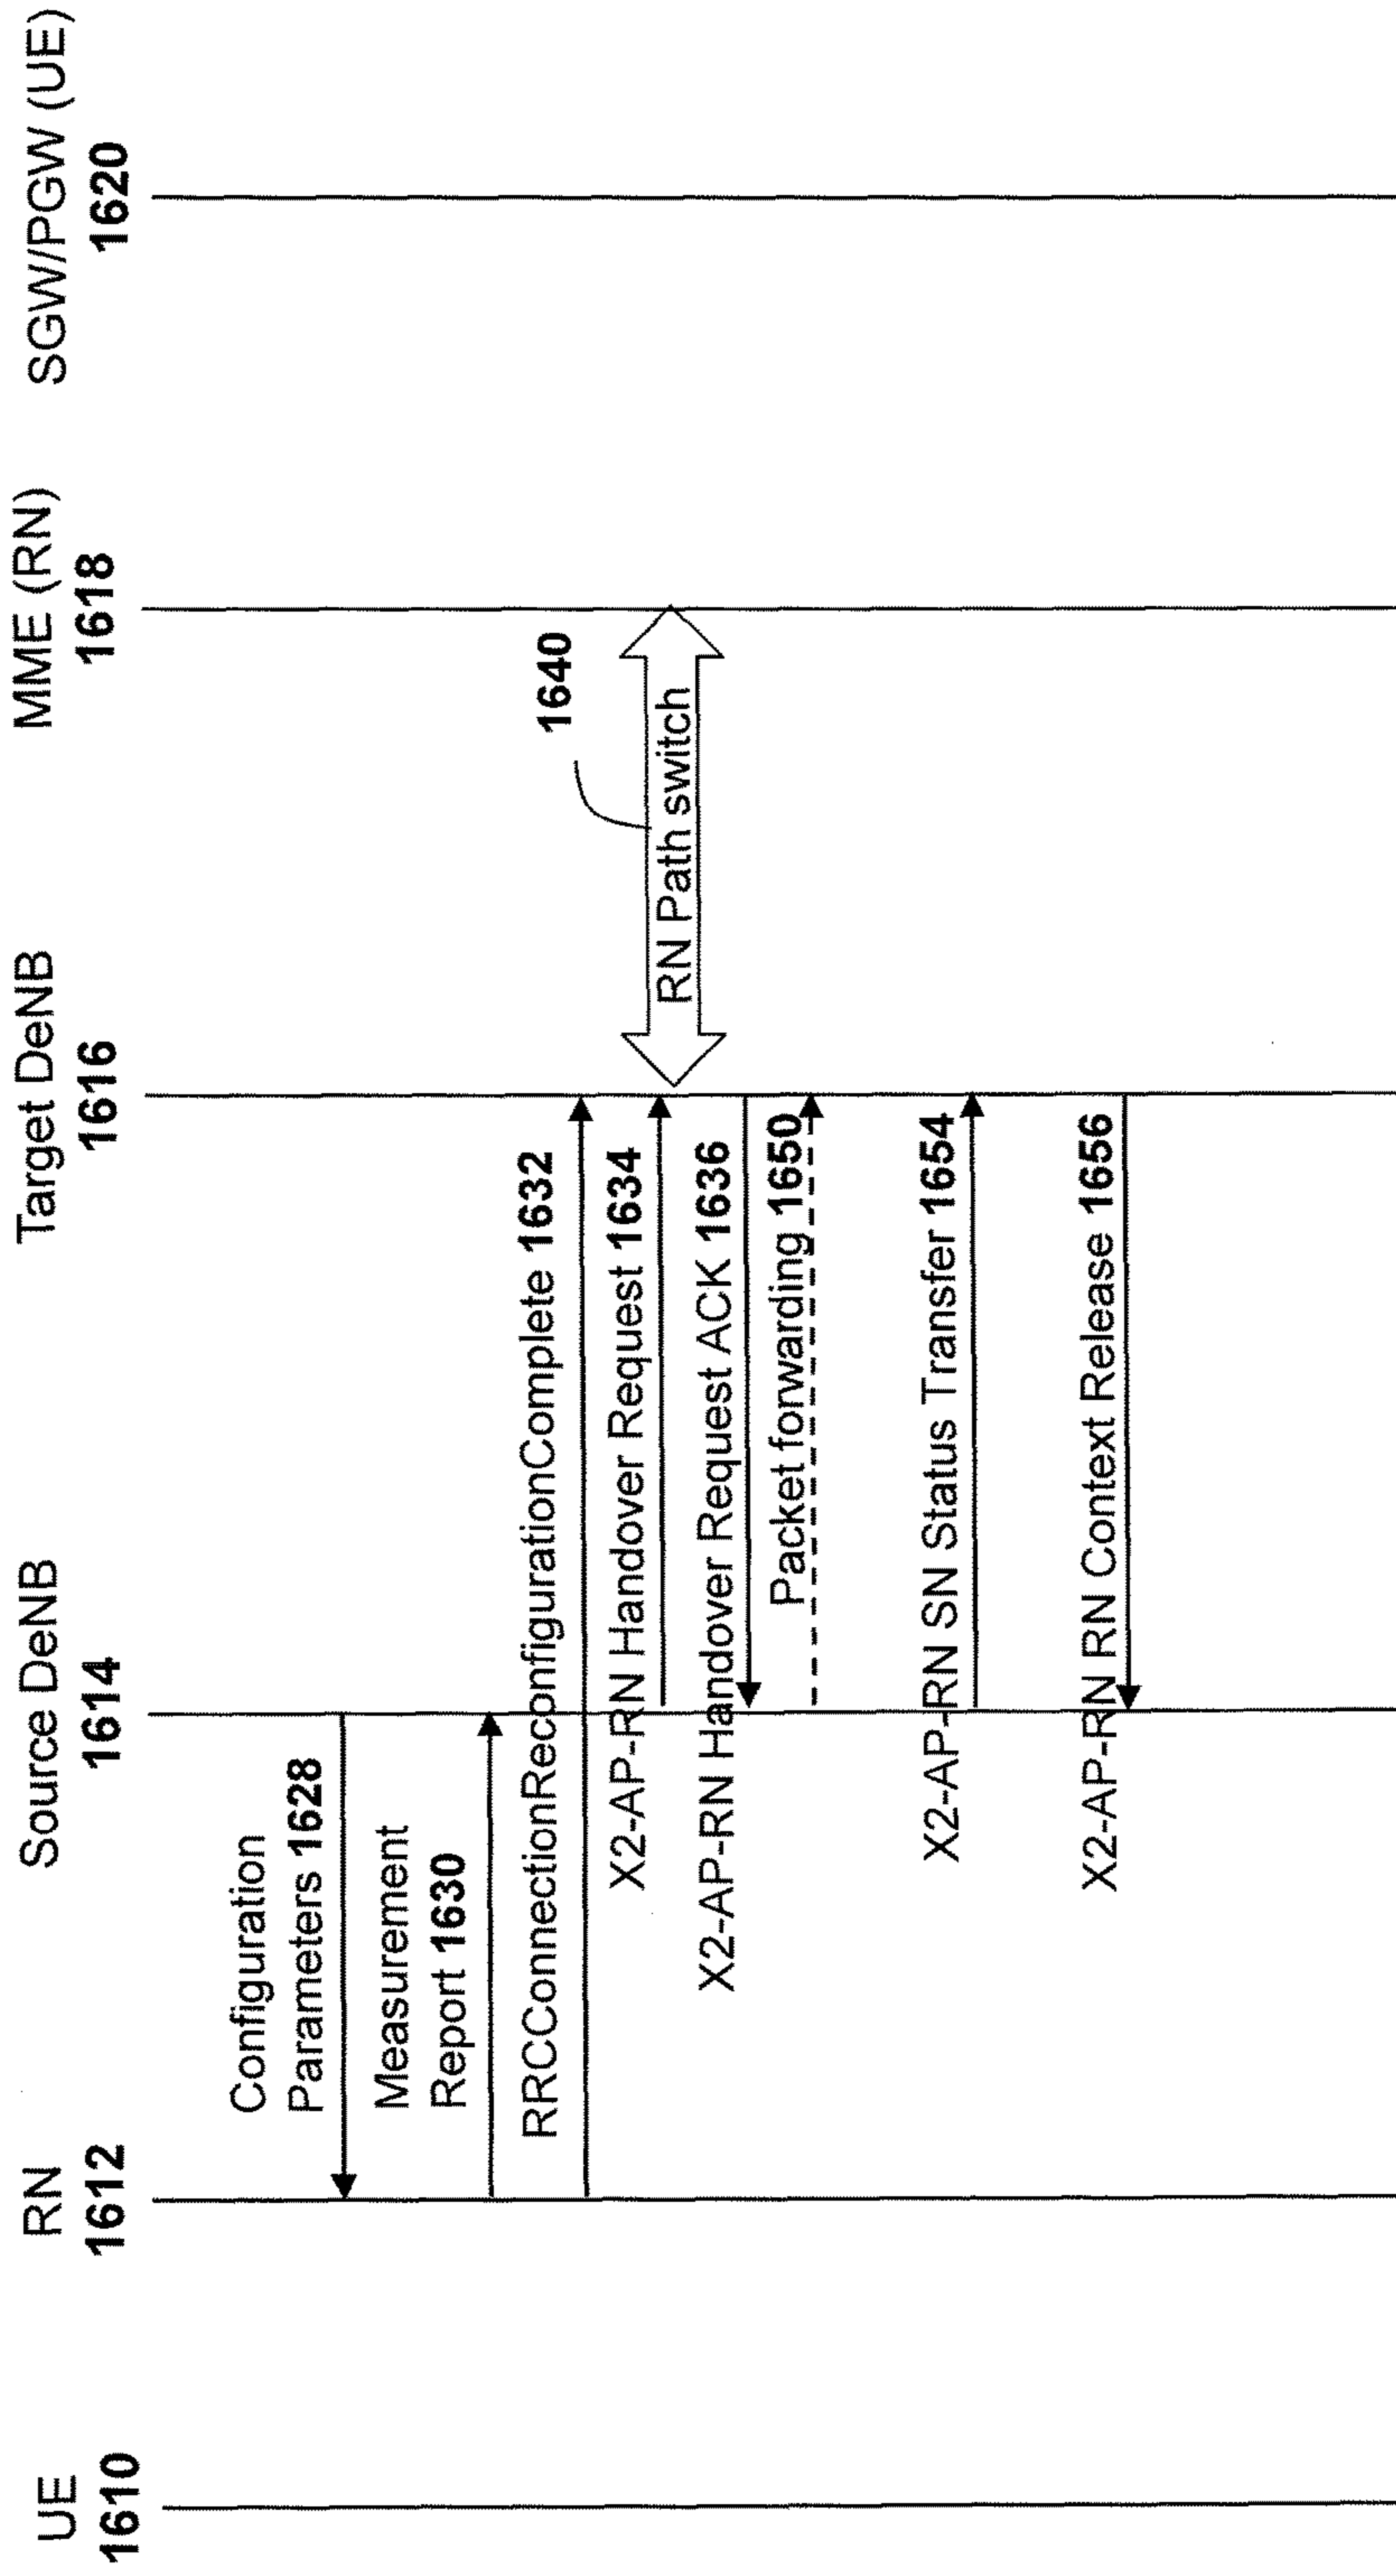 UE
1610
RN
1612
Source DeNB
1614
Target DeNB
1616
MME (RN)
1618
SGW/PGW (UE)
1620
Configuration
Parameters 1628
Measurement
Report 1630
RRCConnectionReconfigurationComplete 1632
X2-AP-RN Handover Request 1634
1640
RN Path switch
X2-AP-RN Handover Request ACK 1636
Packet forwarding 1650
X2-AP-RN SN Status Transfer 1654
X2-AP-RN RN Context Release 1656